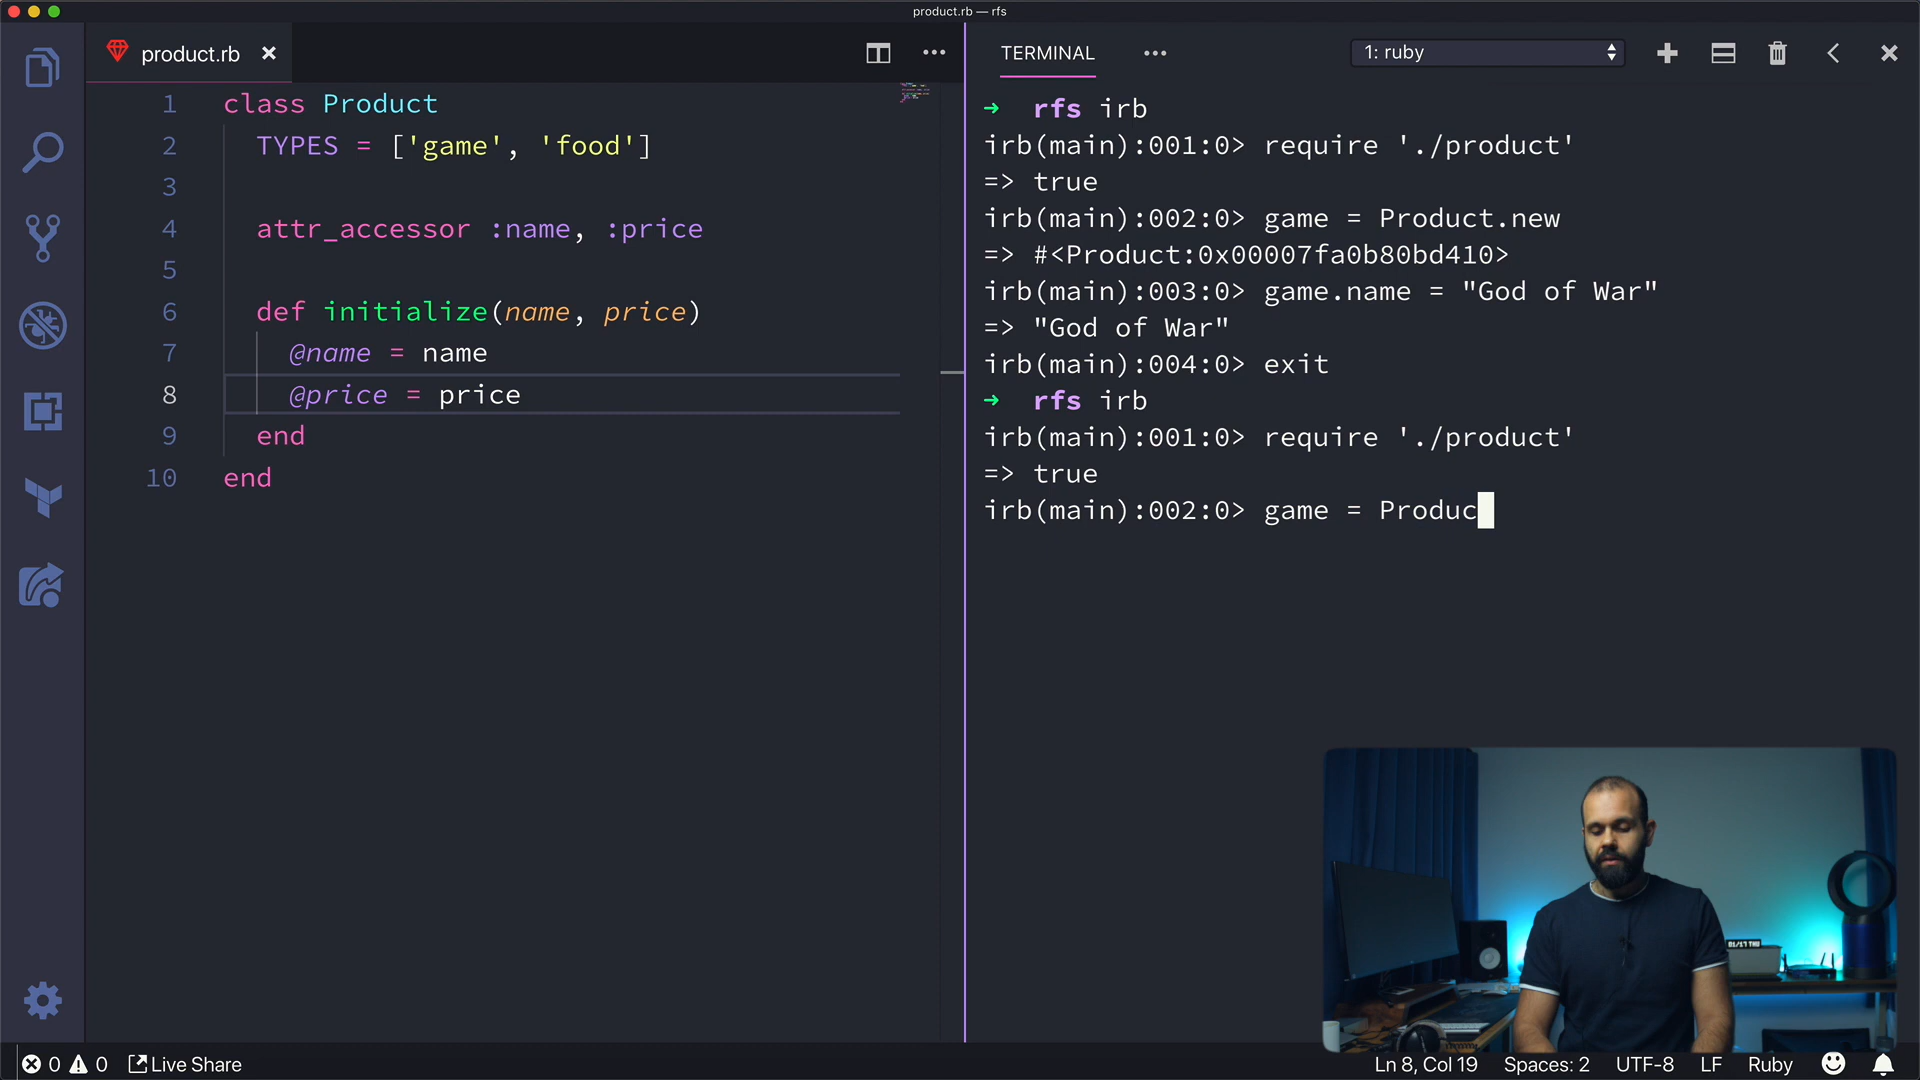 product.rb — rfs
product.rb
TERMINAL
1: ruby
1 class Product
2 TYPES = ['game', 'food']
3
4 attr_accessor :name, :price
5
6 def initialize(name, price)
7 @name = name
8 @price = price
9 end
10 end
→ rfs irb
irb(main):001:0> require './product'
=> true
irb(main):002:0> game = Product.new
=> #<Product:0x00007fa0b80bd410>
irb(main):003:0> game.name = "God of War"
=> "God of War"
irb(main):004:0> exit
→ rfs irb
irb(main):001:0> require './product'
=> true
irb(main):002:0> game = Produc
01/17 THU
0 0 Live Share
Ln 8, Col 19 Spaces: 2 UTF-8 LF Ruby